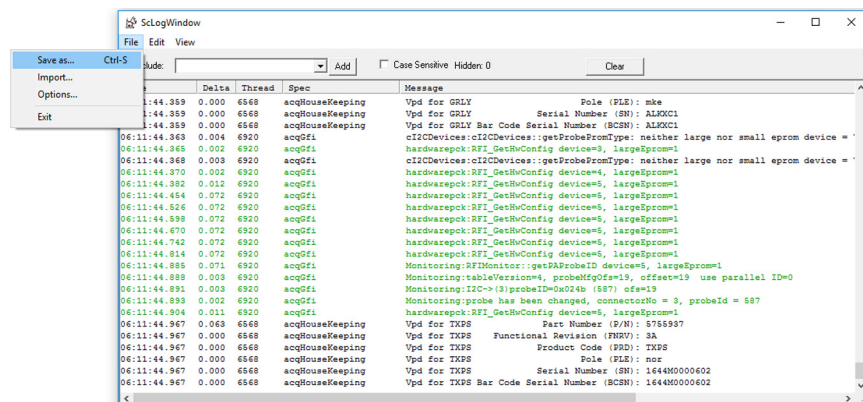 ScLogWindow
File Edit View
Save as... Ctrl-S
Import...
Options...
Exit
lude: Add Case Sensitive Hidden: 0 Clear
Delta Thread Spec Message
06:11:44.359 0.000 6568 acqHouseKeeping Vpd for GRLY Pole (PLE): mke
11:44.359 0.000 6568 acqHouseKeeping Vpd for GRLY Serial Number (SN): ALKXC1
11:44.359 0.000 6568 acqHouseKeeping Vpd for GRLY Bar Code Serial Number (BCSN): ALKXC1
06:11:44.363 0.004 6920 acqGfi cI2CDevices:cI2CDevices::getProbePromType: neither large nor small eprom device =
06:11:44.365 0.002 6920 acqGfi hardwarepck:RFI_GetHwConfig device=3, largeEprom=1
06:11:44.368 0.003 6920 acqGfi cI2CDevices:cI2CDevices::getProbePromType: neither large nor small eprom device =
06:11:44.370 0.002 6920 acqGfi hardwarepck:RFI_GetHwConfig device=4, largeEprom=1
06:11:44.382 0.012 6920 acqGfi hardwarepck:RFI_GetHwConfig device=5, largeEprom=1
06:11:44.454 0.072 6920 acqGfi hardwarepck:RFI_GetHwConfig device=5, largeEprom=1
06:11:44.526 0.072 6920 acqGfi hardwarepck:RFI_GetHwConfig device=5, largeEprom=1
06:11:44.598 0.072 6920 acqGfi hardwarepck:RFI_GetHwConfig device=5, largeEprom=1
06:11:44.670 0.072 6920 acqGfi hardwarepck:RFI_GetHwConfig device=5, largeEprom=1
06:11:44.742 0.072 6920 acqGfi hardwarepck:RFI_GetHwConfig device=5, largeEprom=1
06:11:44.814 0.072 6920 acqGfi hardwarepck:RFI_GetHwConfig device=5, largeEprom=1
06:11:44.885 0.071 6920 acqGfi Monitoring:RFIMonitor::getPAProbeID device=5, largeEprom=1
06:11:44.888 0.003 6920 acqGfi Monitoring:tableVersion=4, probeMfgOfs=19, offset=19 use parallel ID=0
06:11:44.891 0.003 6920 acqGfi Monitoring:I2C->(3)probeID=0x024b (587) ofs=19
06:11:44.893 0.002 6920 acqGfi Monitoring:probe has been changed, connectorNo = 3, probeId = 587
06:11:44.904 0.011 6920 acqGfi hardwarepck:RFI_GetHwConfig device=5, largeEprom=1
06:11:44.967 0.063 6568 acqHouseKeeping Vpd for TXPS Part Number (P/N): 5755937
06:11:44.967 0.000 6568 acqHouseKeeping Vpd for TXPS Functional Revision (FNRV): 3A
06:11:44.967 0.000 6568 acqHouseKeeping Vpd for TXPS Product Code (PRD): TXPS
06:11:44.967 0.000 6568 acqHouseKeeping Vpd for TXPS Pole (PLE): nor
06:11:44.967 0.000 6568 acqHouseKeeping Vpd for TXPS Serial Number (SN): 1644M0000602
06:11:44.967 0.000 6568 acqHouseKeeping Vpd for TXPS Bar Code Serial Number (BCSN): 1644M0000602